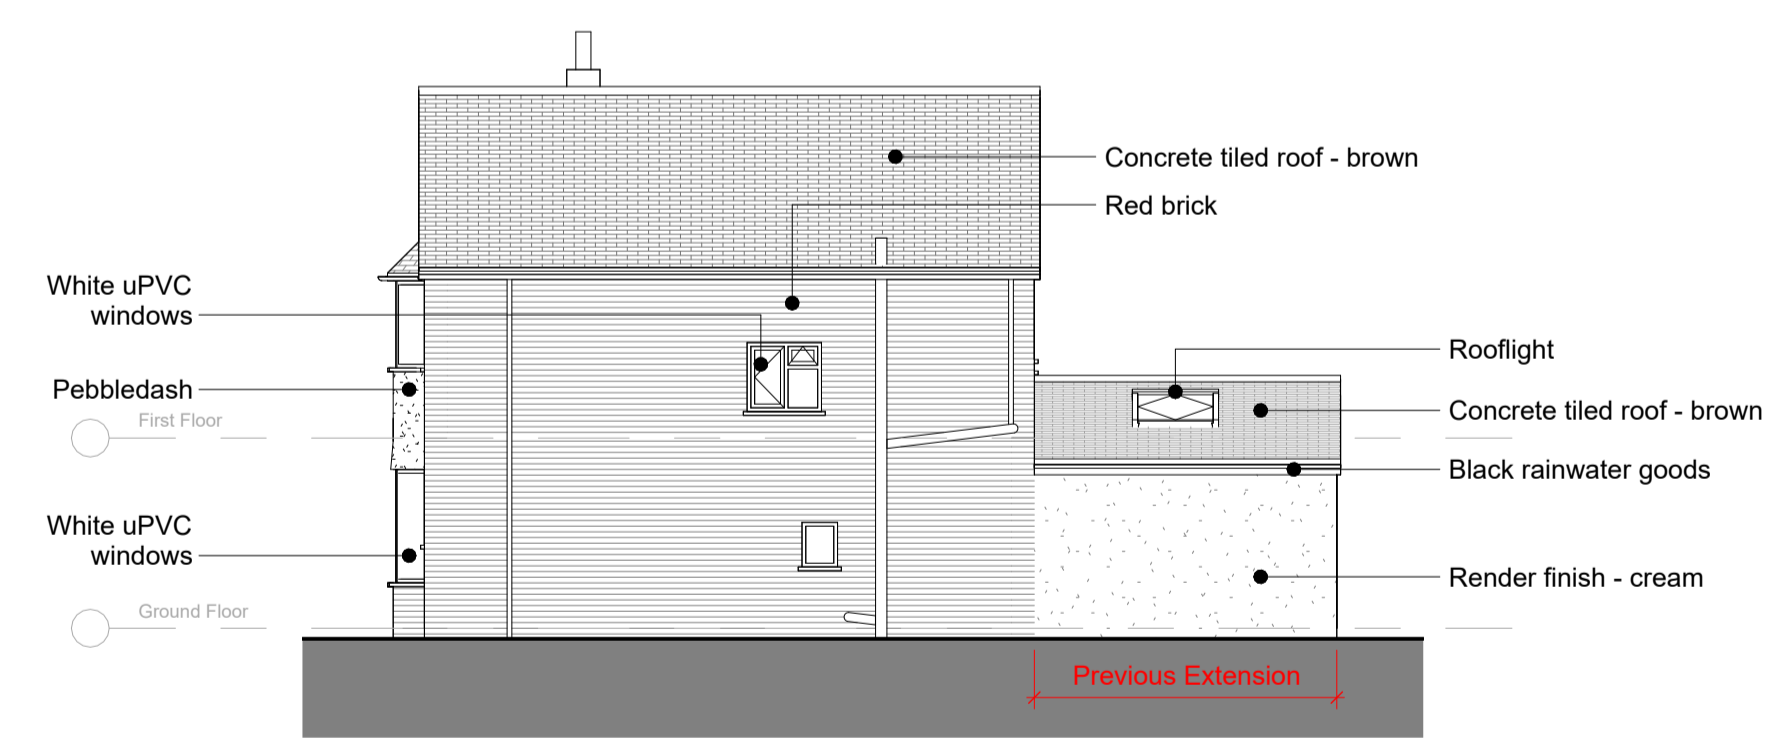 Concrete tiled roof - brown
Red brick
White uPVC
windows
Pebbledash
First Floor
White uPVC
windows
Ground Floor
Rooflight
Concrete tiled roof - brown
Black rainwater goods
Render finish - cream
Previous Extension